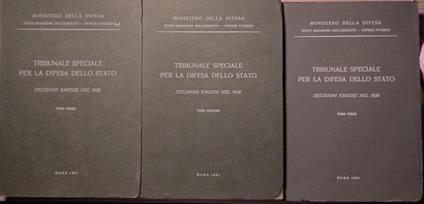 MINISTERO DELLA DIFESA
STATO MAGGIORE DELL'ESERCITO - UFFICIO STORICO
TRIBUNALE SPECIALE
PER LA DIFESA DELLO STATO
DECISIONI EMESSE NEL 1928
TOMO PRIMO
ROMA 1981
MINISTERO DELLA DIFESA
STATO MAGGIORE DELL'ESERCITO - UFFICIO STORICO
TRIBUNALE SPECIALE
PER LA DIFESA DELLO STATO
DECISIONI EMESSE NEL 1928
TOMO SECONDO
ROMA 1981
MINISTERO DELLA DIFESA
STATO MAGGIORE DELL'ESERCITO - UFFICIO STORICO
TRIBUNALE SPECIALE
PER LA DIFESA DELLO STATO
DECISIONI EMESSE NEL 1928
TOMO TERZO
ROMA 1981